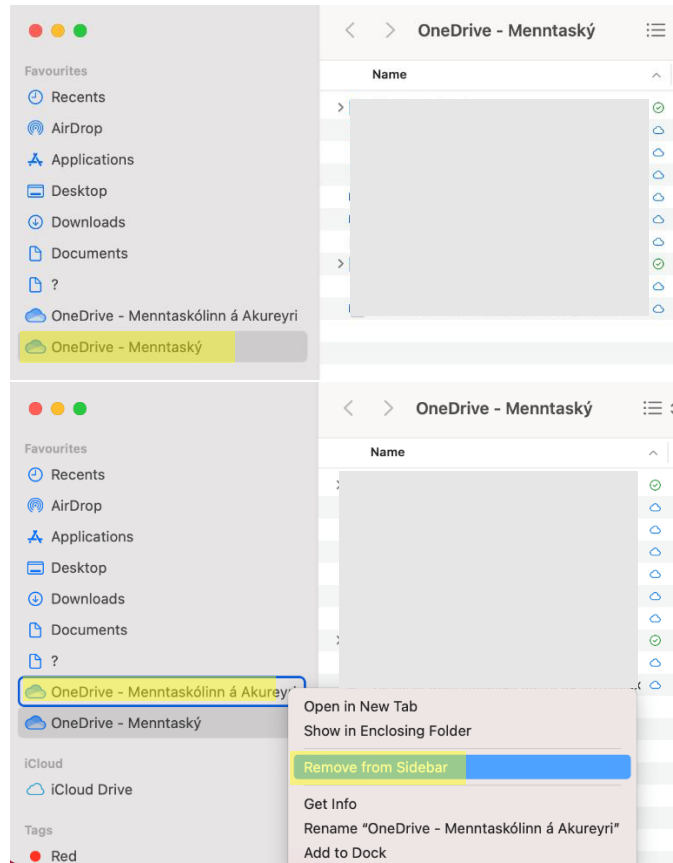 OneDrive - Menntaský
Favourites
Name
Recents
AirDrop
Applications
Desktop
Downloads
Documents
?
OneDrive - Menntaskólinn á Akureyri
OneDrive - Menntaský
OneDrive - Menntaský
Favourites
Name
Recents
AirDrop
Applications
Desktop
Downloads
Documents
?
OneDrive - Menntaskólinn á Akureyri
OneDrive - Menntaský
Open in New Tab
Show in Enclosing Folder
Remove from Sidebar
Get Info
Rename “OneDrive - Menntaskólinn á Akureyri”
Add to Dock
iCloud
iCloud Drive
Tags
Red